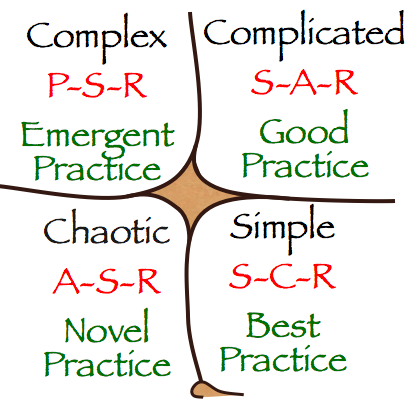 Complex
P-S-R
Emergent
Practice
Complicated
S-A-R
Good
Practice
Chaotic
A-S-R
Novel
Practice
Simple
S-C-R
Best
Practice